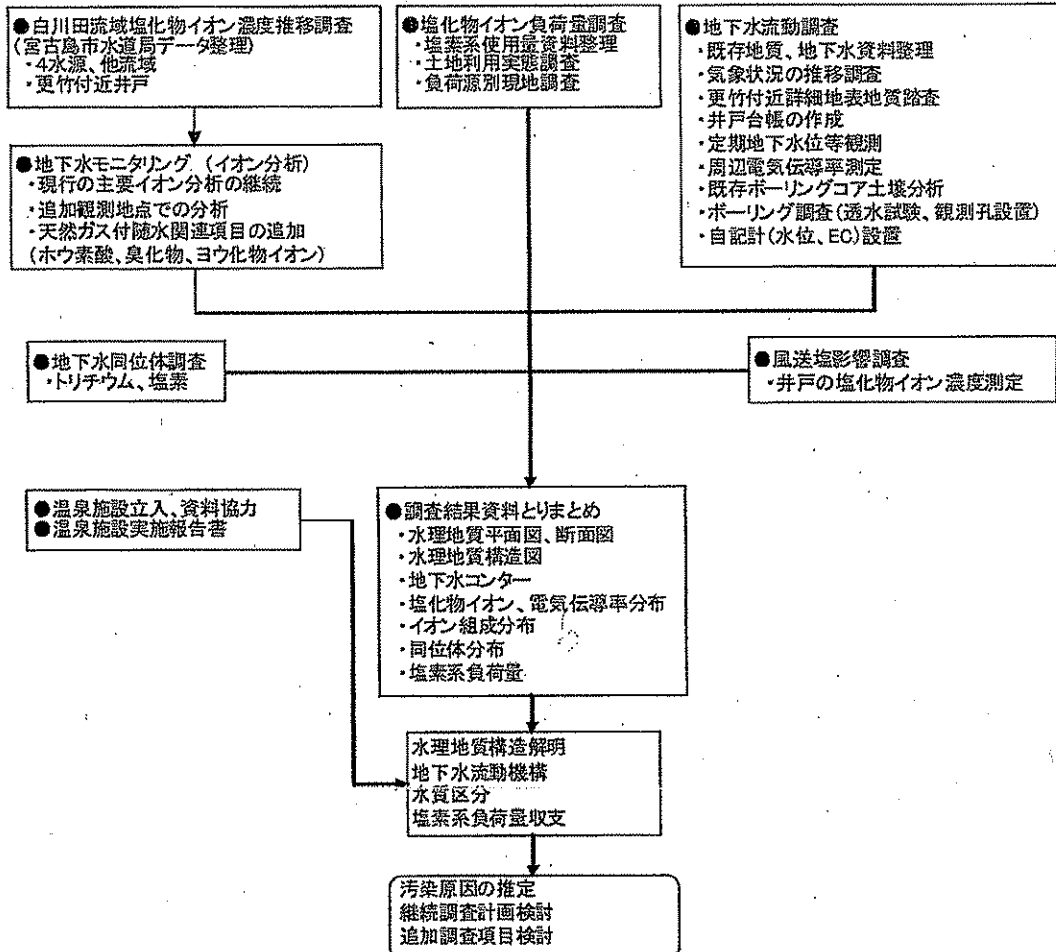 ●白川田流域塩化物イオン濃度推移調査
(宮古島市水道局データ整理)
・4水源、他流域
・更竹付近井戸
●塩化物イオン負荷量調査
・塩素系使用量資料整理
・土地利用実態調査
・負荷源別現地調査
●地下水流動調査
・既存地質、地下水資料整理
・気象状況の推移調査
・更竹付近詳細地表地質踏査
・井戸台帳の作成
・定期地下水位等観測
・周辺電気伝導率測定
・既存ボーリングコア土壌分析
・ボーリング調査(透水試験、観測孔設置)
・自記計(水位、EC)設置
●地下水モニタリング (イオン分析)
・現行の主要イオン分析の継続
・追加観測地点での分析
・天然ガス付随水関連項目の追加
(ホウ素酸、臭化物、ヨウ化物イオン)
●地下水同位体調査
・トリチウム、塩素
●風送塩影響調査
・井戸の塩化物イオン濃度測定
●温泉施設立入、資料協力
●温泉施設実施報告書
●調査結果資料とりまとめ
・水理地質平面図、断面図
・水理地質構造図
・地下水コンター
・塩化物イオン、電気伝導率分布
・イオン組成分布
・同位体分布
・塩素系負荷量
水理地質構造解明
地下水流動機構
水質区分
塩素系負荷量収支
汚染原因の推定
継続調査計画検討
追加調査項目検討